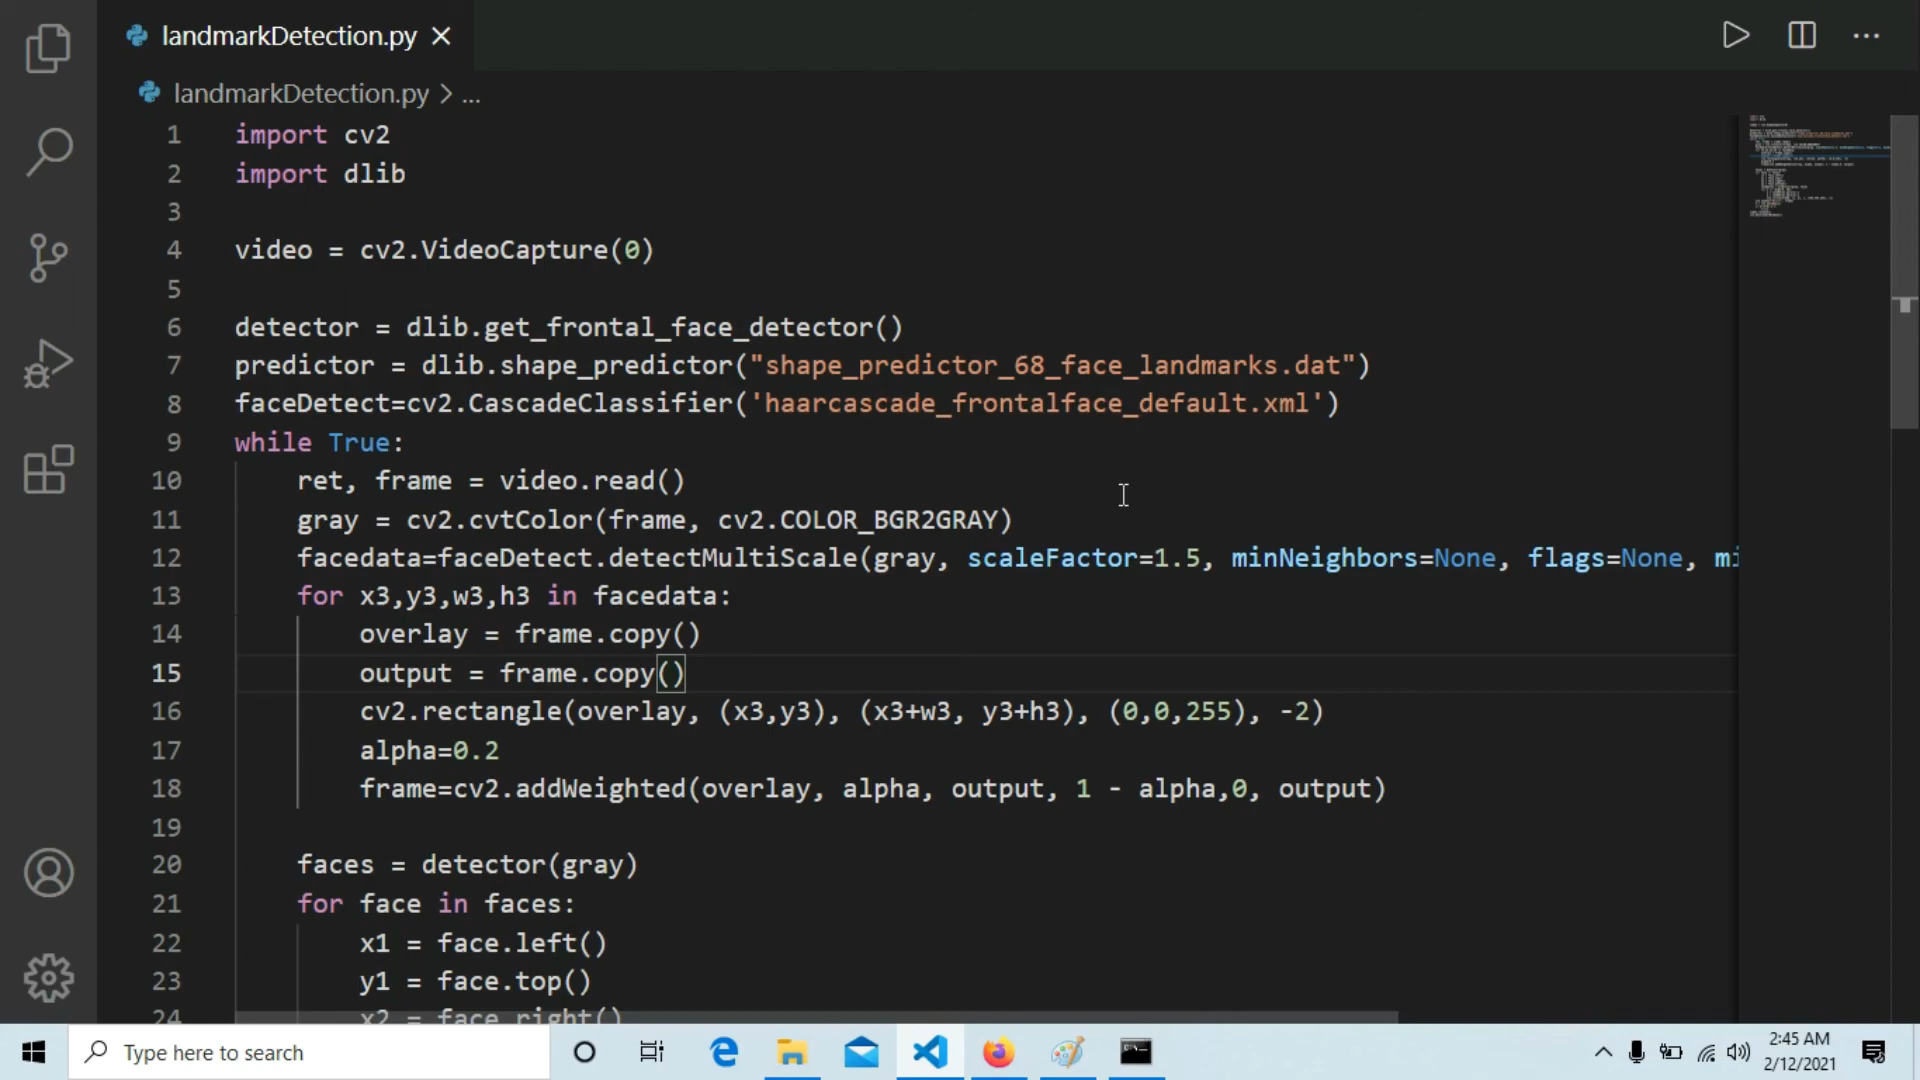 landmarkDetection.py
landmarkDetection.py > ...
1 import cv2
2 import dlib
3
4 video = cv2.VideoCapture(0)
5
6 detector = dlib.get_frontal_face_detector()
7 predictor = dlib.shape_predictor("shape_predictor_68_face_landmarks.dat")
8 faceDetect=cv2.CascadeClassifier('haarcascade_frontalface_default.xml')
9 while True:
10 ret, frame = video.read()
11 gray = cv2.cvtColor(frame, cv2.COLOR_BGR2GRAY)
12 facedata=faceDetect.detectMultiScale(gray, scaleFactor=1.5, minNeighbors=None, flags=None, mi
13 for x3,y3,w3,h3 in facedata:
14 overlay = frame.copy()
15 output = frame.copy()
16 cv2.rectangle(overlay, (x3,y3), (x3+w3, y3+h3), (0,0,255), -2)
17 alpha=0.2
18 frame=cv2.addWeighted(overlay, alpha, output, 1 - alpha,0, output)
19
20 faces = detector(gray)
21 for face in faces:
22 x1 = face.left()
23 y1 = face.top()
24 x2 = face.right()
Type here to search
2:45 AM
2/12/2021